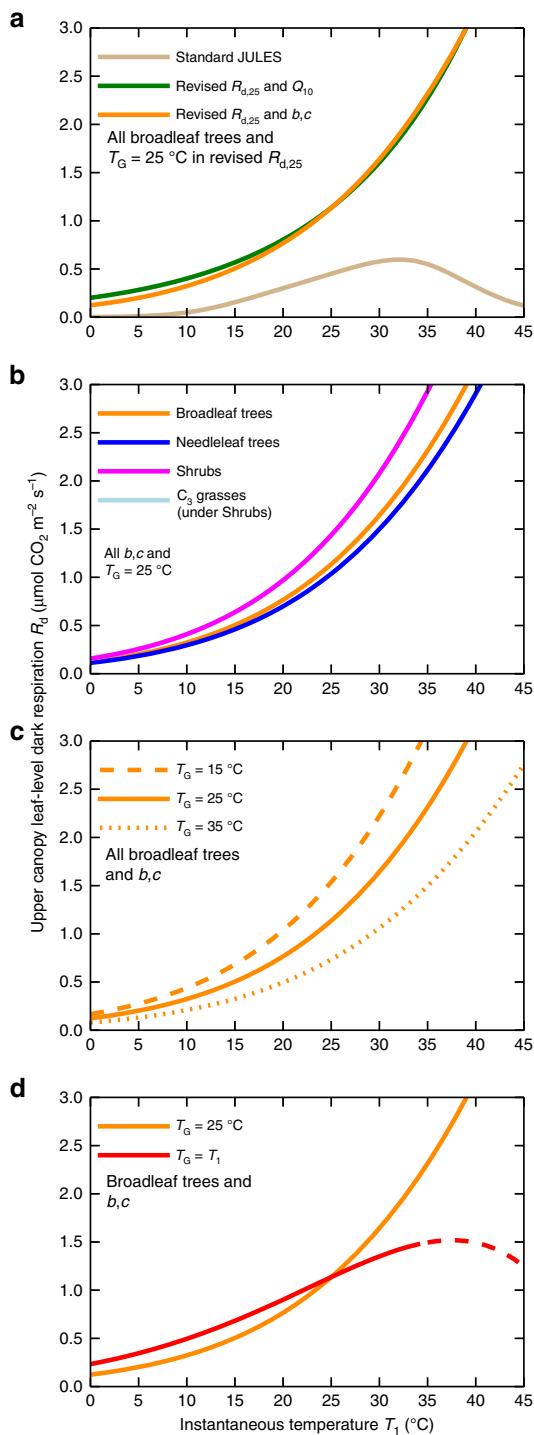 a
3.0
2.5
2.0
1.5
1.0
0.5
0.0
Standard JULES
Revised R_d,25 and Q_10
Revised R_d,25 and b,c
All broadleaf trees and
T_G = 25 °C in revised R_d,25
0 5 10 15 20 25 30 35 40 45
b
3.0
2.5
2.0
1.5
1.0
0.5
0.0
Broadleaf trees
Needleleaf trees
Shrubs
C_3 grasses
(under Shrubs)
All b,c and
T_G = 25 °C
0 5 10 15 20 25 30 35 40 45
Upper canopy leaf-level dark respiration R_d (μmol CO_2 m^−2 s^−1)
c
3.0
2.5
2.0
1.5
1.0
0.5
0.0
T_G = 15 °C
T_G = 25 °C
T_G = 35 °C
All broadleaf trees
and b,c
0 5 10 15 20 25 30 35 40 45
d
3.0
2.5
2.0
1.5
1.0
0.5
0.0
T_G = 25 °C
T_G = T_1
Broadleaf trees and
b,c
0 5 10 15 20 25 30 35 40 45
Instantaneous temperature T_1 (°C)